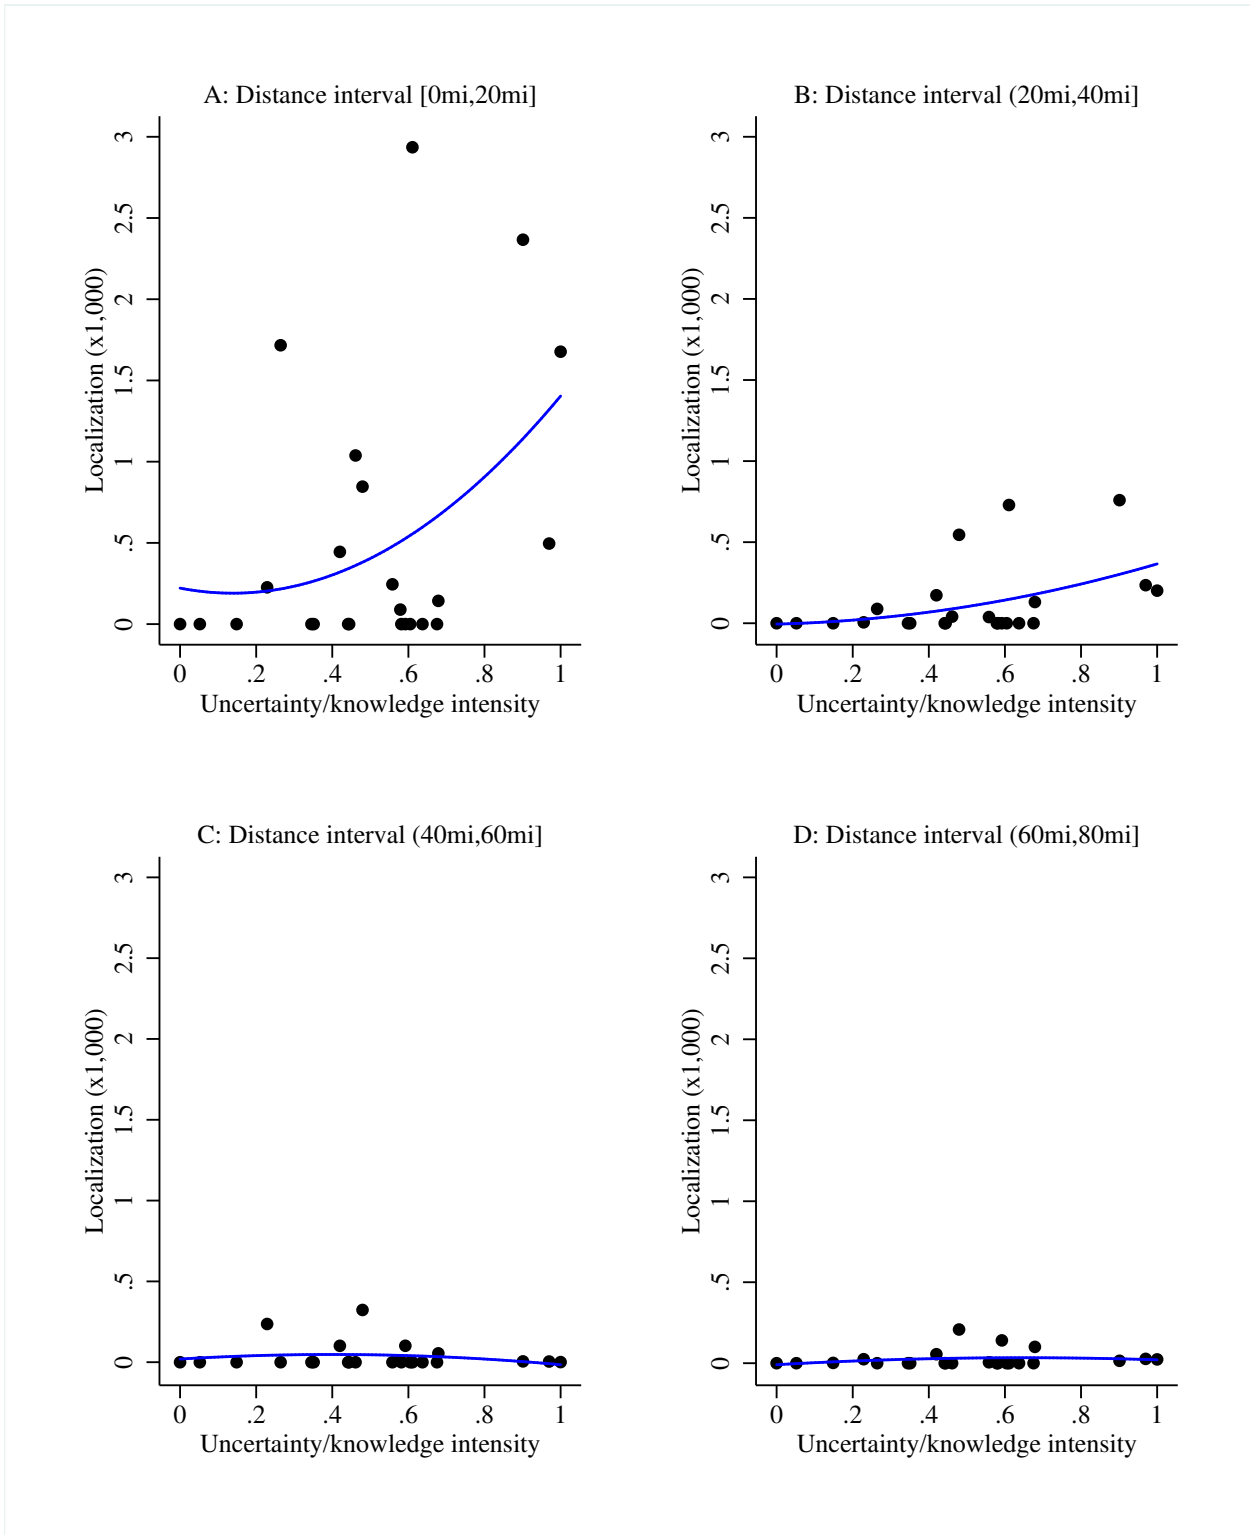 A: Distance interval [0mi,20mi]
Localization (x1,000)
3
2.5
2
1.5
1
.5
0
0 .2 .4 .6 .8 1
Uncertainty/knowledge intensity
B: Distance interval (20mi,40mi]
Localization (x1,000)
3
2.5
2
1.5
1
.5
0
0 .2 .4 .6 .8 1
Uncertainty/knowledge intensity
C: Distance interval (40mi,60mi]
Localization (x1,000)
3
2.5
2
1.5
1
.5
0
0 .2 .4 .6 .8 1
Uncertainty/knowledge intensity
D: Distance interval (60mi,80mi]
Localization (x1,000)
3
2.5
2
1.5
1
.5
0
0 .2 .4 .6 .8 1
Uncertainty/knowledge intensity